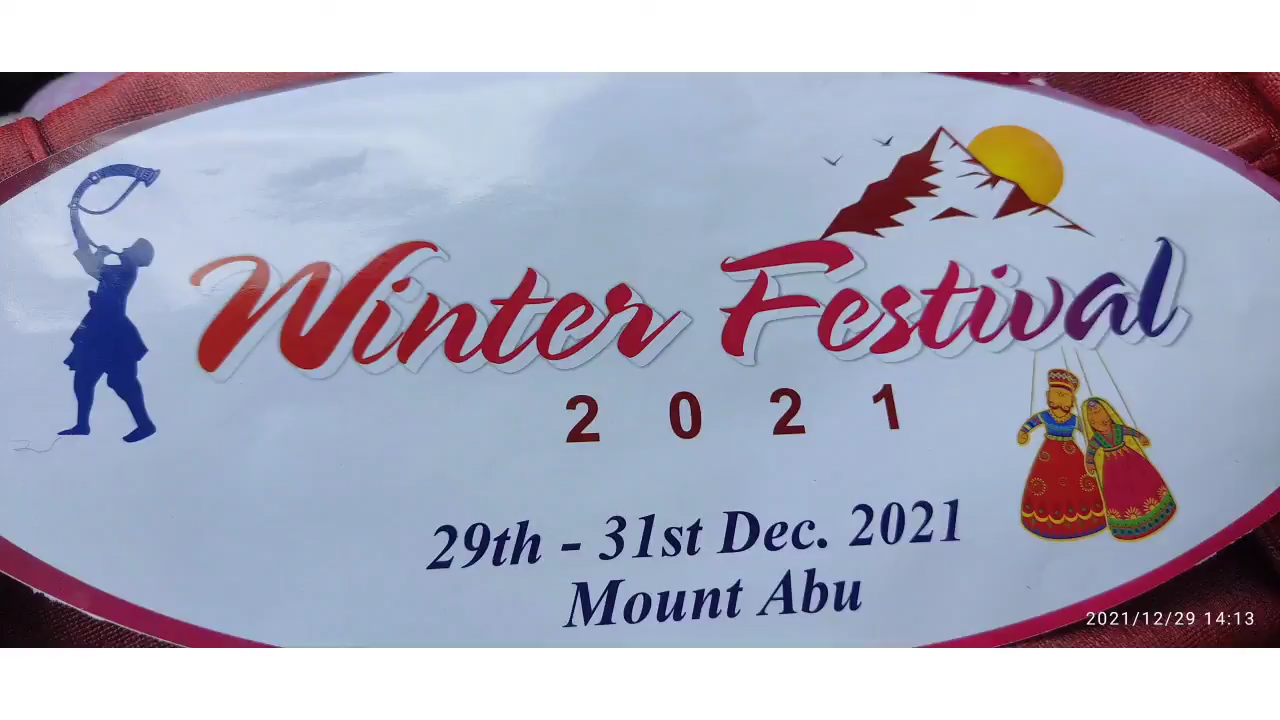 Winter Festival
2021
29th - 31st Dec. 2021
Mount Abu
2021/12/29 14:13